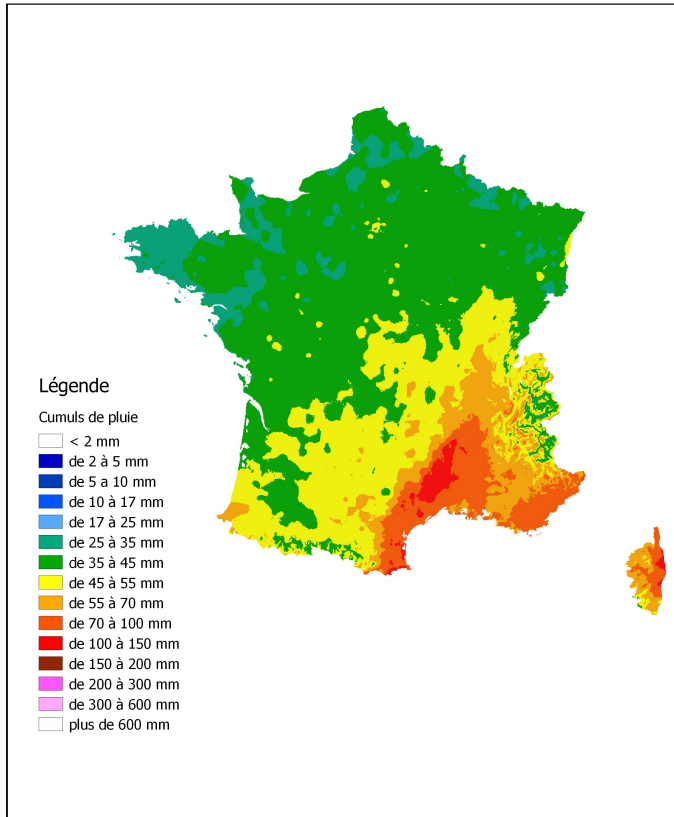 Légende
Cumuls de pluie
< 2 mm
de 2 à 5 mm
de 5 a 10 mm
de 10 à 17 mm
de 17 à 25 mm
de 25 à 35 mm
de 35 à 45 mm
de 45 à 55 mm
de 55 à 70 mm
de 70 à 100 mm
de 100 à 150 mm
de 150 à 200 mm
de 200 à 300 mm
de 300 à 600 mm
plus de 600 mm